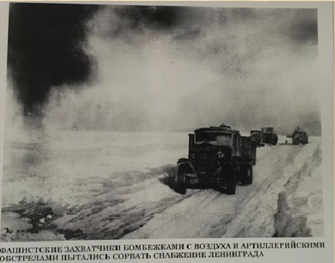 ФАШИСТСКИЕ ЗАХВАТЧИКИ БОМБЕЖКАМИ С ВОЗДУХА И АРТИЛЛЕРИЙСКИМИ
ОБСТРЕЛАМИ ПЫТАЛИСЬ СОРВАТЬ СНАБЖЕНИЕ ЛЕНИНГРАДА